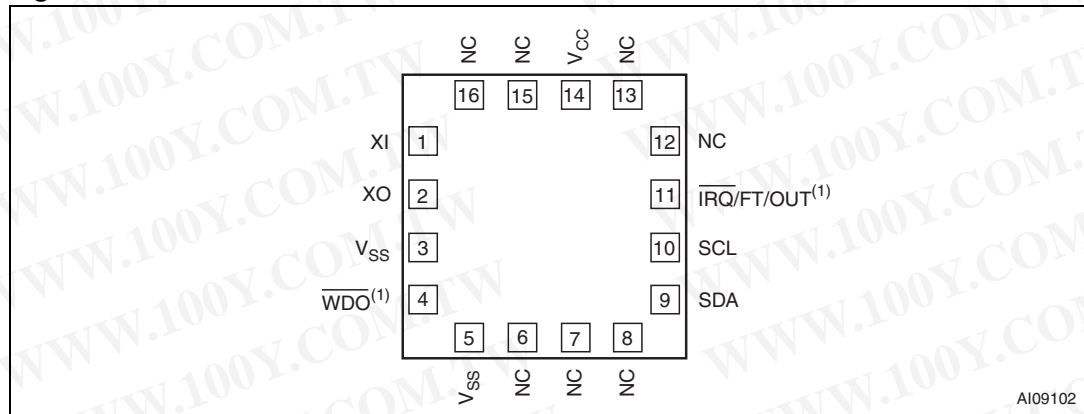 NC NC VCC NC
16 15 14 13
XI 1 12 NC
XO 2 11 IRQ/FT/OUT(1)
VSS 3 10 SCL
WDO(1) 4 9 SDA
5 6 7 8
VSS NC NC NC
AI09102
WWW.100Y.COM.TW